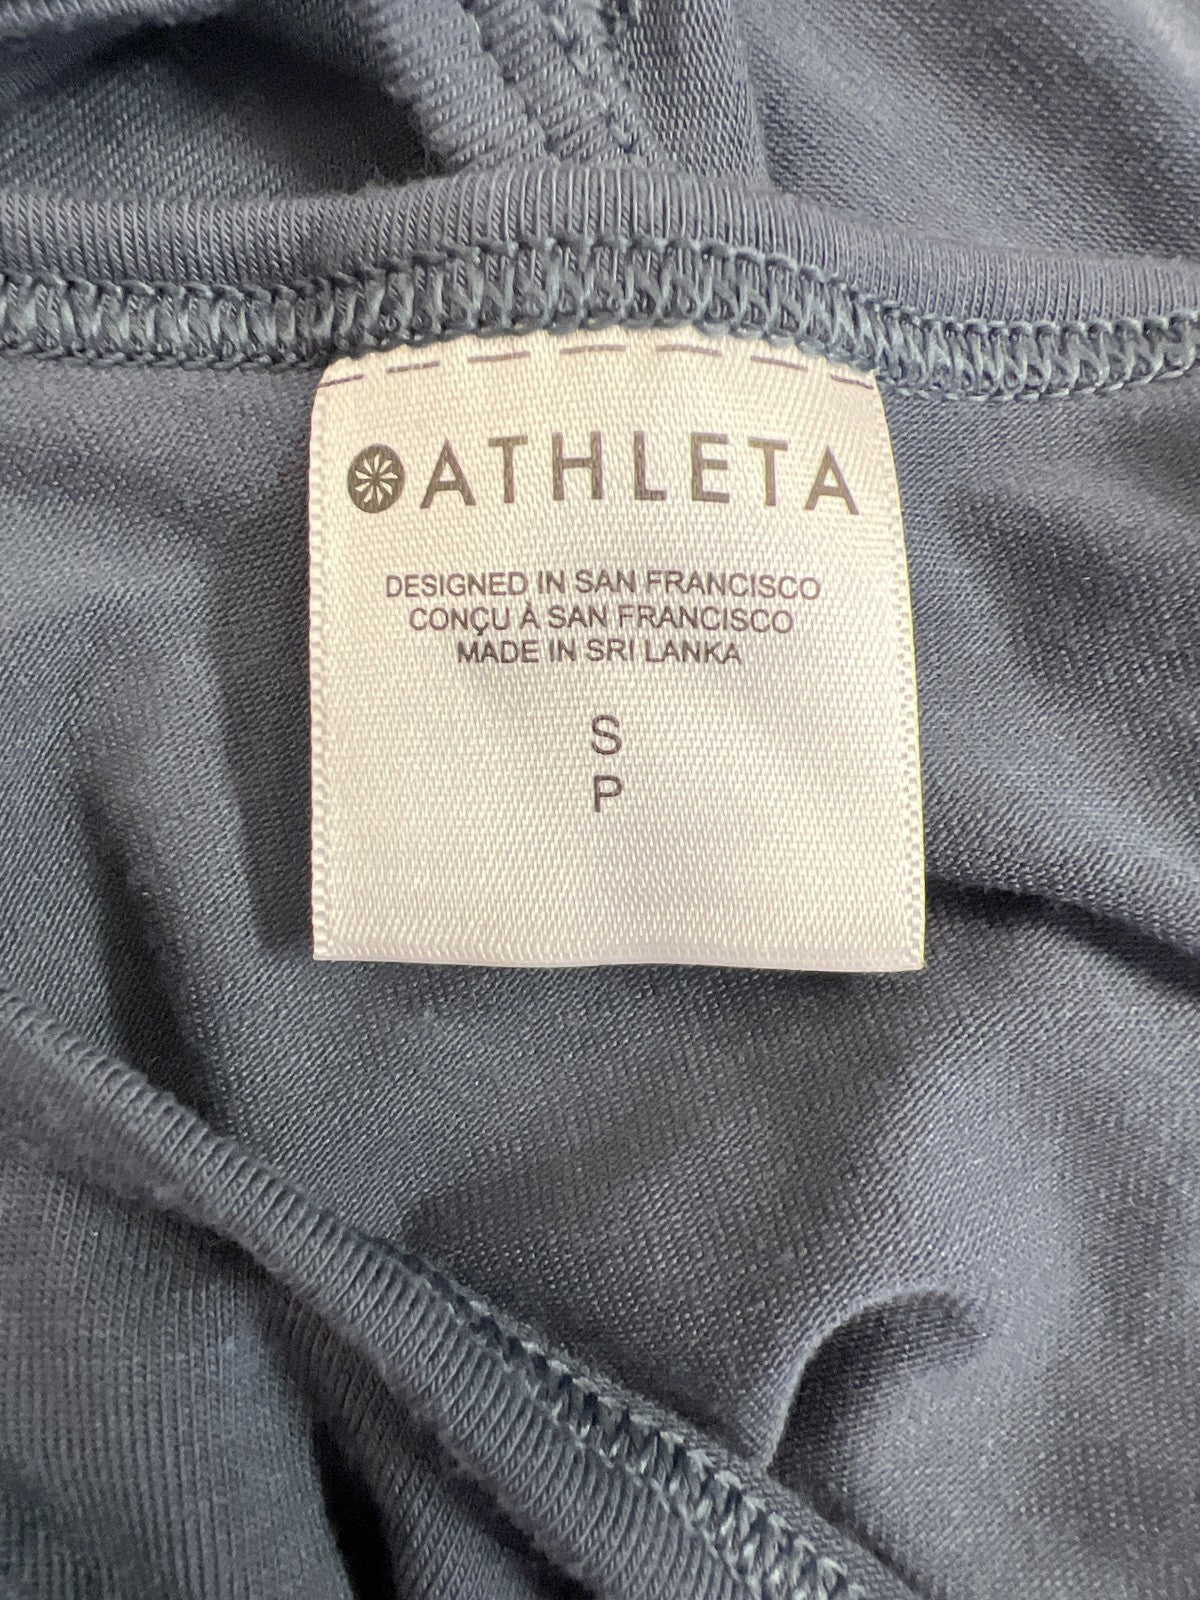 ATHLETA
DESIGNED IN SAN FRANCISCO
CONÇU À SAN FRANCISCO
MADE IN SRI LANKA
S
P